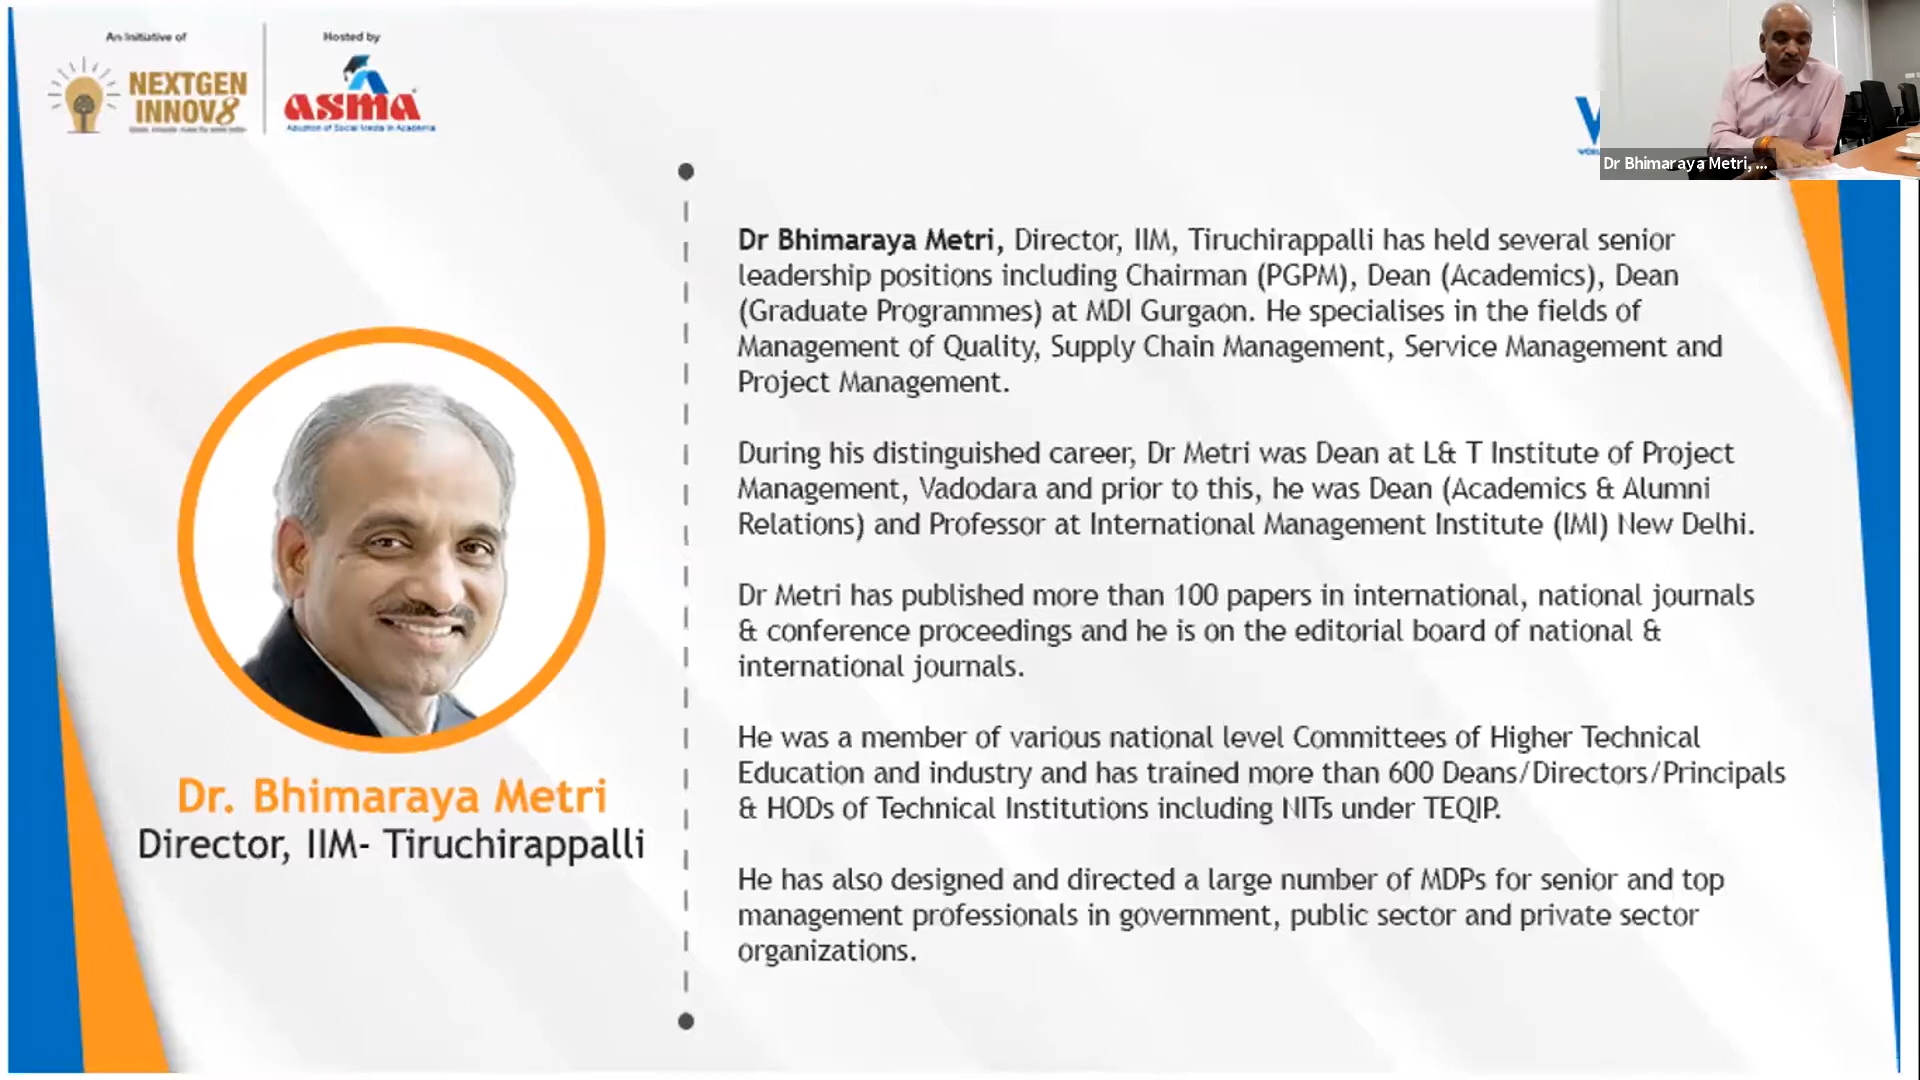 An Initiative of
NEXTGEN
INNOV8
Hosted by
ASMA
Adoption of Social Media in Academia
Dr Bhimaraya Metri, ...
Dr Bhimaraya Metri, Director, IIM, Tiruchirappalli has held several senior
leadership positions including Chairman (PGPM), Dean (Academics), Dean
(Graduate Programmes) at MDI Gurgaon. He specialises in the fields of
Management of Quality, Supply Chain Management, Service Management and
Project Management.
During his distinguished career, Dr Metri was Dean at L& T Institute of Project
Management, Vadodara and prior to this, he was Dean (Academics & Alumni
Relations) and Professor at International Management Institute (IMI) New Delhi.
Dr Metri has published more than 100 papers in international, national journals
& conference proceedings and he is on the editorial board of national &
international journals.
He was a member of various national level Committees of Higher Technical
Education and industry and has trained more than 600 Deans/Directors/Principals
& HODs of Technical Institutions including NITs under TEQIP.
He has also designed and directed a large number of MDPs for senior and top
management professionals in government, public sector and private sector
organizations.
Dr. Bhimaraya Metri
Director, IIM- Tiruchirappalli